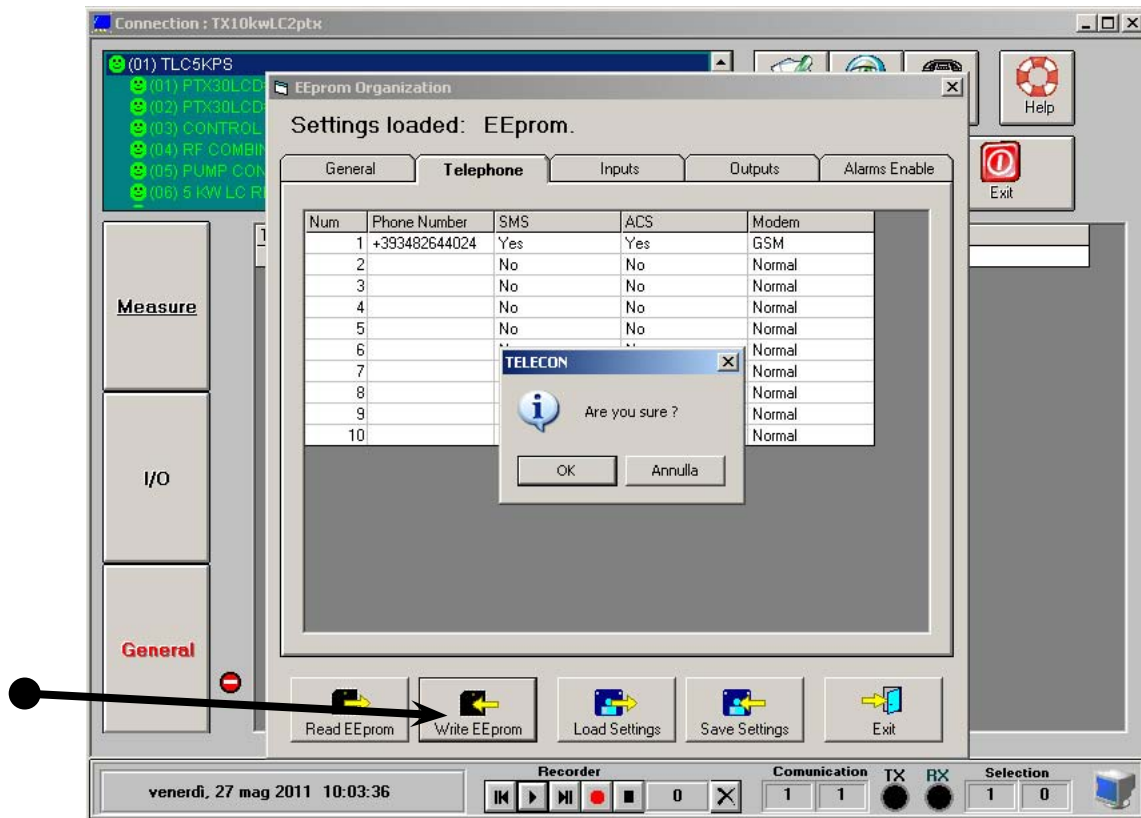 Connection : TX10kwLC2ptx
(01) TLC5KPS
(01) PTX30LCD
(02) PTX30LCD
(03) CONTROL
(04) RF COMBIN
(05) PUMP CON
(06) 5 KW LC
Help
Exit
EEprom Organization
Settings loaded: EEprom.
General Telephone Inputs Outputs Alarms Enable
Num Phone Number SMS ACS Modem
1 +393482644024 Yes Yes GSM
2 No No Normal
3 No No Normal
4 No No Normal
5 No No Normal
6 Normal
7 Normal
8 Normal
9 Normal
10 Normal
TELECON
Are you sure ?
OK Annulla
Measure
I/O
General
Read EEprom Write EEprom Load Settings Save Settings Exit
venerdì, 27 mag 2011 10:03:36
Recorder
0
Comunication TX RX Selection
1 1 1 0